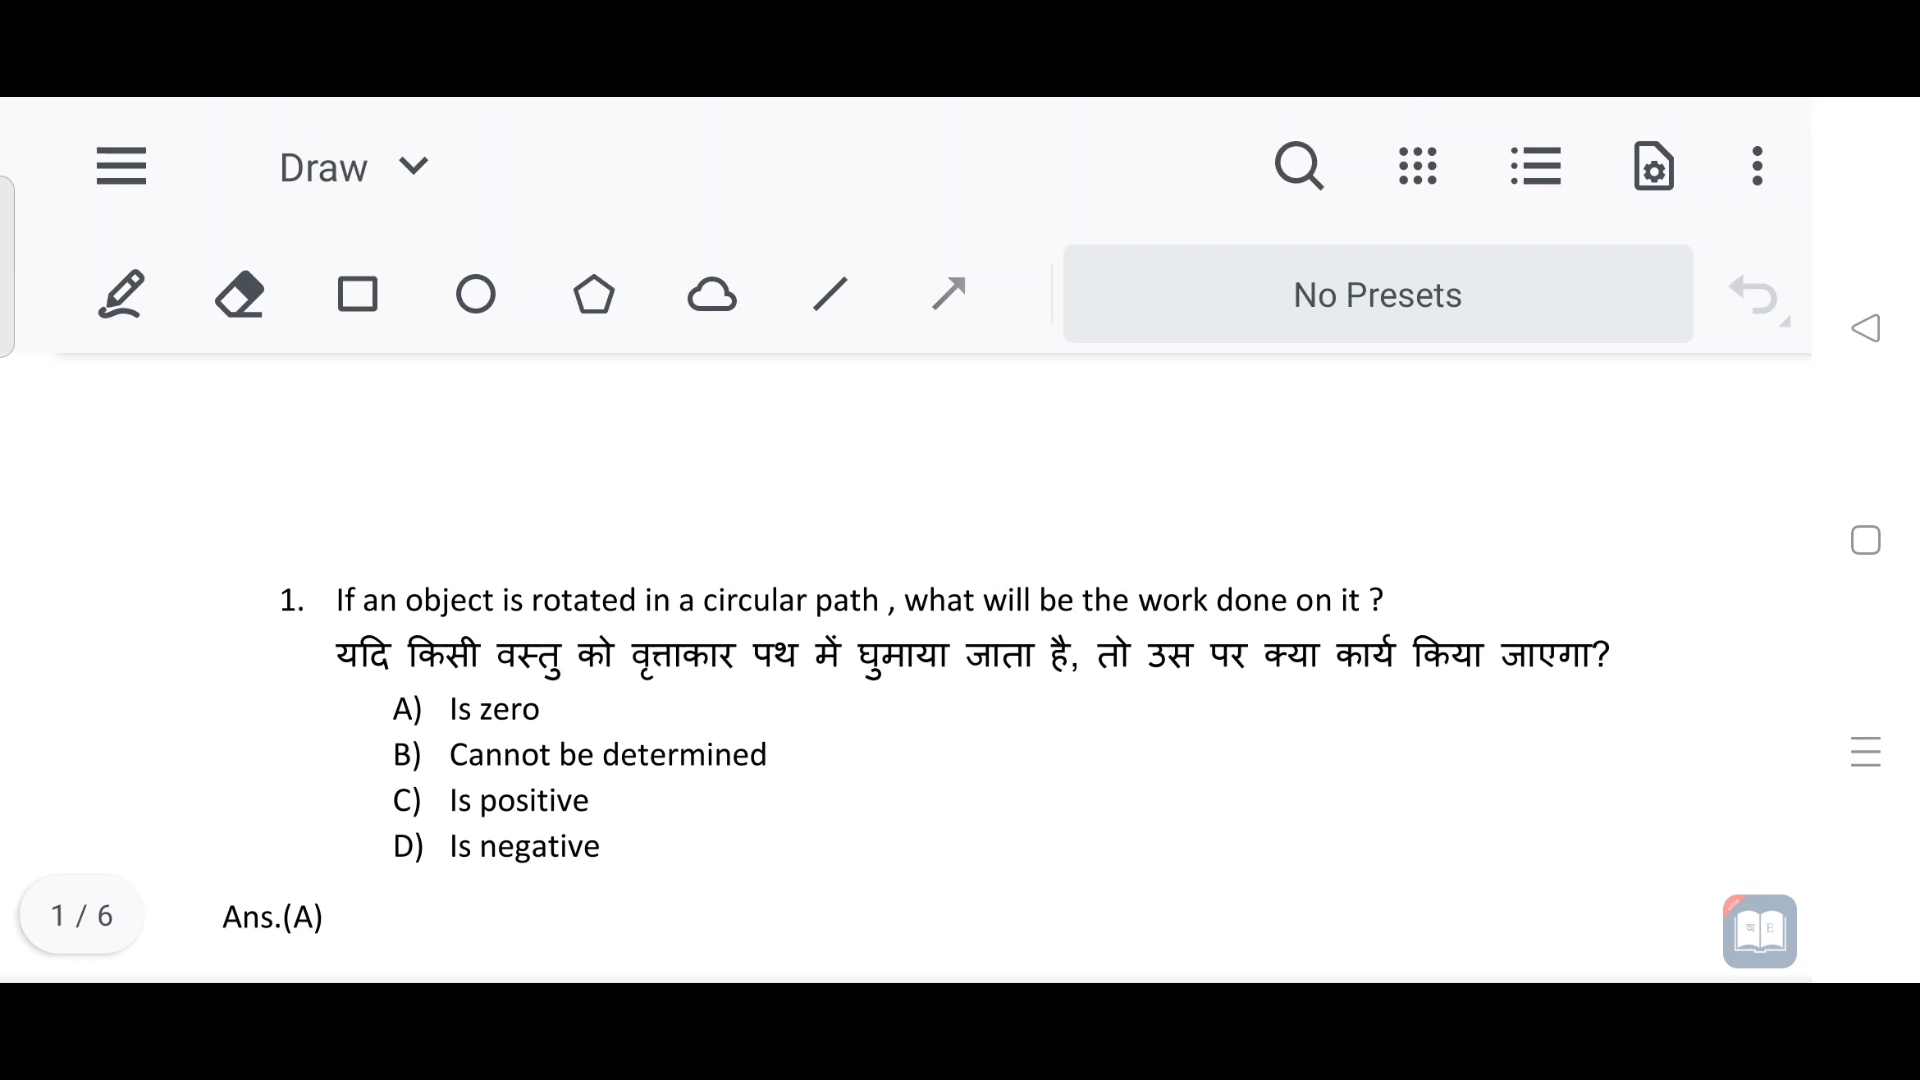 Draw
No Presets
1. If an object is rotated in a circular path , what will be the work done on it ?
यदि किसी वस्तु को वृत्ताकार पथ में घुमाया जाता है, तो उस पर क्या कार्य किया जाएगा?
A) Is zero
B) Cannot be determined
C) Is positive
D) Is negative
1 / 6
Ans.(A)
অ E